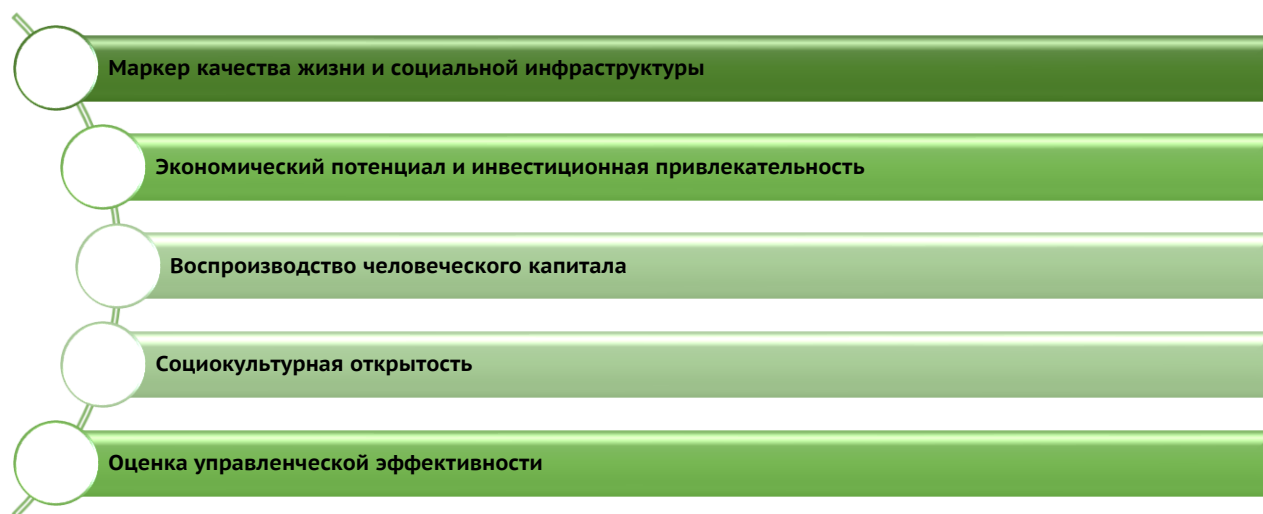 Маркер качества жизни и социальной инфраструктуры
Экономический потенциал и инвестиционная привлекательность
Воспроизводство человеческого капитала
Социокультурная открытость
Оценка управленческой эффективности